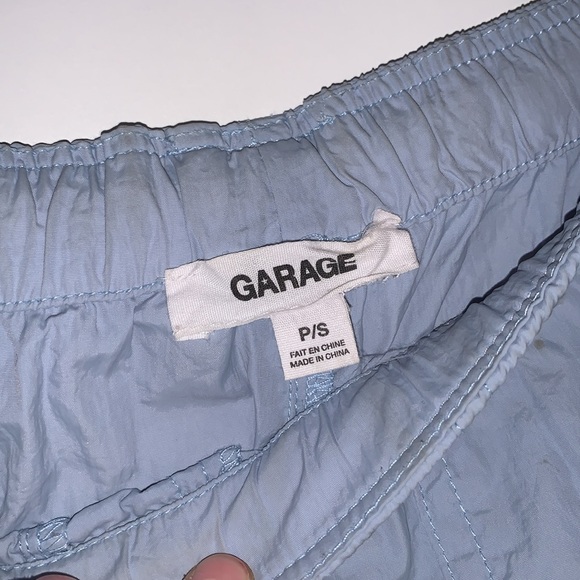 GARAGE
P/S
FAIT EN CHINE
MADE IN CHINA